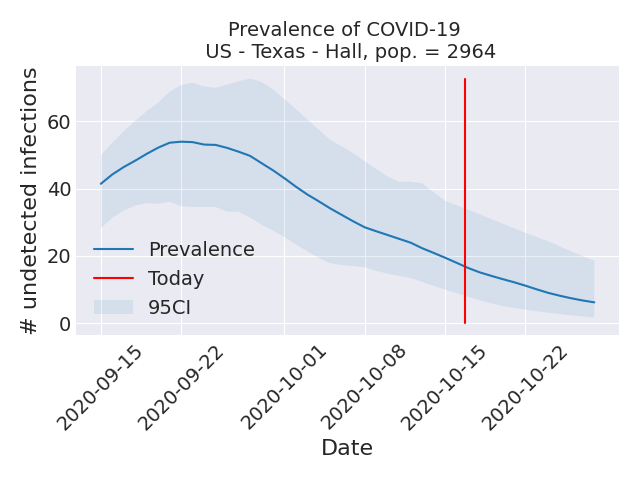 Prevalence of COVID-19
US - Texas - Hall, pop. = 2964
# undetected infections
60
40
20
0
Prevalence
Today
95CI
2020-09-15
2020-09-22
2020-10-01
2020-10-08
2020-10-15
2020-10-22
Date